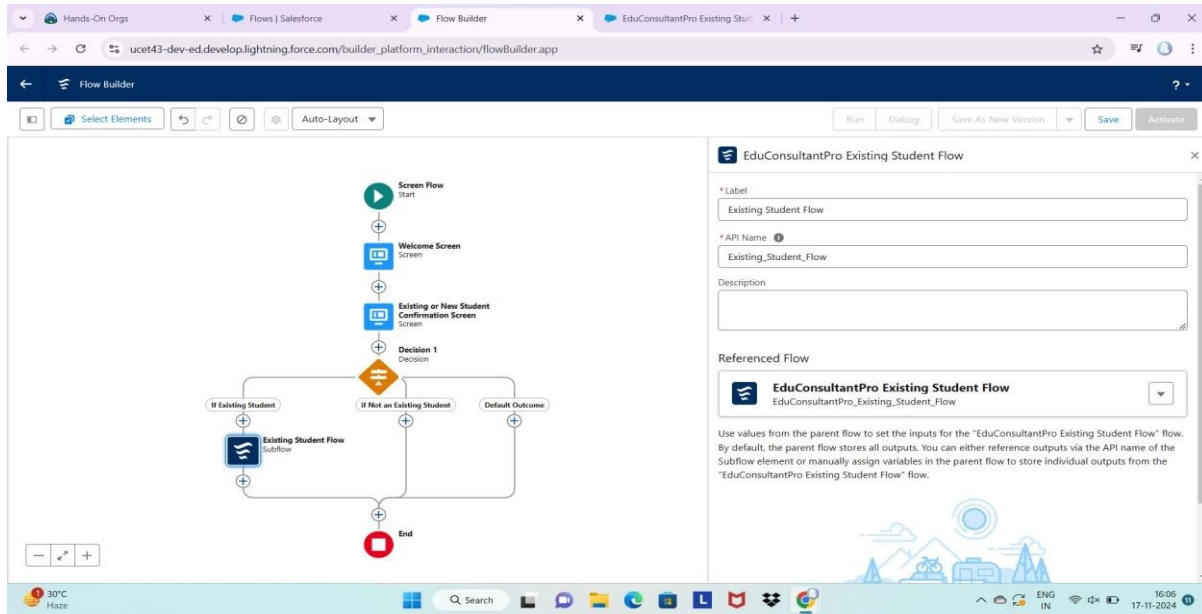 Hands-On Orgs
Flows | Salesforce
Flow Builder
EduConsultantPro Existing Stud
ucet43-dev-ed.develop.lightning.force.com/builder_platform_interaction/flowBuilder.app
Flow Builder
?
Select Elements
Auto-Layout
Run
Debug
Save As New Version
Save
Activate
Screen Flow
Start
Welcome Screen
Screen
Existing or New Student
Confirmation Screen
Screen
Decision 1
Decision
If Existing Student
if Not an Existing Student
Default Outcome
Existing Student Flow
Subflow
End
EduConsultantPro Existing Student Flow
*Label
Existing Student Flow
*API Name
Existing_Student_Flow
Description
Referenced Flow
EduConsultantPro Existing Student Flow
EduConsultantPro_Existing_Student_Flow
Use values from the parent flow to set the inputs for the "EduConsultantPro Existing Student Flow" flow.
By default, the parent flow stores all outputs. You can either reference outputs via the API name of the
Subflow element or manually assign variables in the parent flow to store individual outputs from the
"EduConsultantPro Existing Student Flow" flow.
30°C
Haze
Search
ENG
IN
16:06
17-11-2024